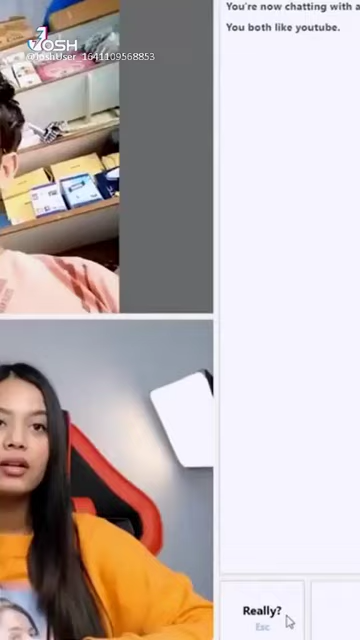 JOSH
@JoshUser_1641109568853
You're now chatting with a
You both like youtube.
Really?
Esc